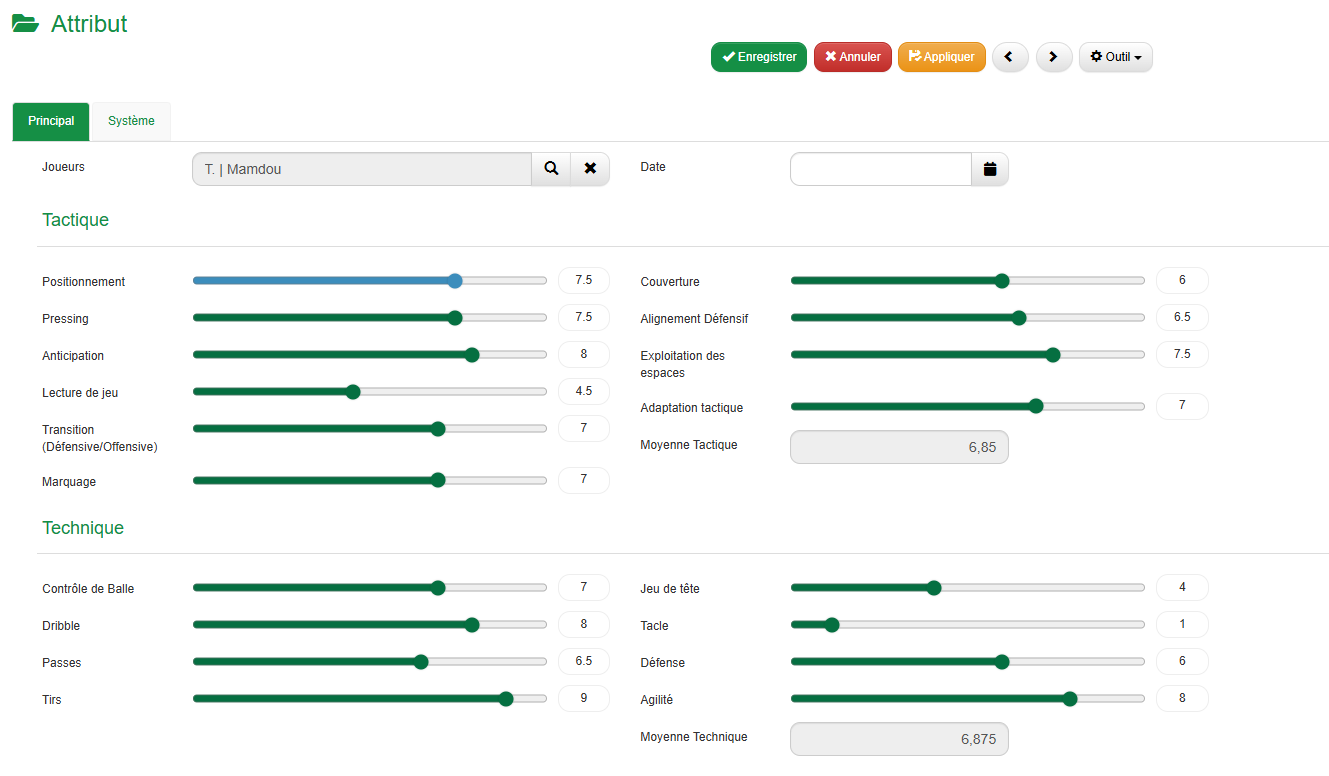 Attribut
Enregistrer Annuler Appliquer Outil
Principal Système
Joueurs T. | Mamdou Date
Tactique
Positionnement 7.5 Couverture 6
Pressing 7.5 Alignement Défensif 6.5
Anticipation 8 Exploitation des
espaces 7.5
Lecture de jeu 4.5 Adaptation tactique 7
Transition
(Défensive/Offensive) 7 Moyenne Tactique 6,85
Marquage 7
Technique
Contrôle de Balle 7 Jeu de tête 4
Dribble 8 Tacle 1
Passes 6.5 Défense 6
Tirs 9 Agilité 8
Moyenne Technique 6,875